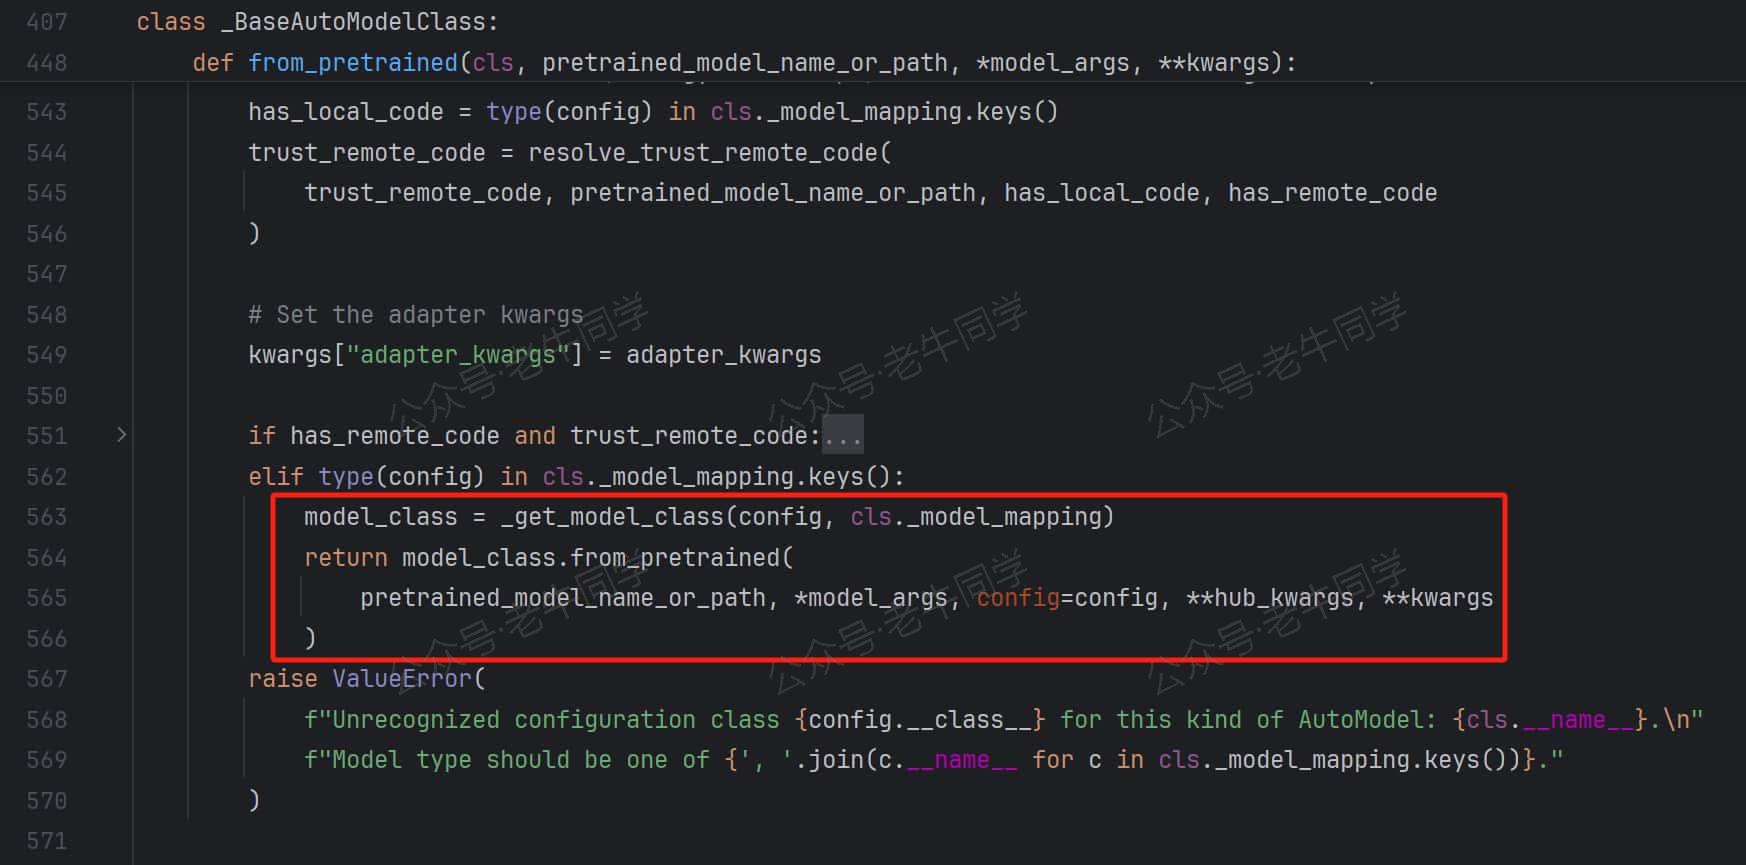 407 class _BaseAutoModelClass:
448 def from_pretrained(cls, pretrained_model_name_or_path, *model_args, **kwargs):
543 has_local_code = type(config) in cls._model_mapping.keys()
544 trust_remote_code = resolve_trust_remote_code(
545 trust_remote_code, pretrained_model_name_or_path, has_local_code, has_remote_code
546 )
547
548 # Set the adapter kwargs
549 kwargs["adapter_kwargs"] = adapter_kwargs
550
551 if has_remote_code and trust_remote_code:...
562 elif type(config) in cls._model_mapping.keys():
563 model_class = _get_model_class(config, cls._model_mapping)
564 return model_class.from_pretrained(
565 pretrained_model_name_or_path, *model_args, config=config, **hub_kwargs, **kwargs
566 )
567 raise ValueError(
568 f"Unrecognized configuration class {config.__class__} for this kind of AutoModel: {cls.__name__}.\n"
569 f"Model type should be one of {', '.join(c.__name__ for c in cls._model_mapping.keys())}."
570 )
571
公众号·老牛同学
公众号·老牛同学
公众号·老牛同学
公众号·老牛同学
公众号·老牛同学
公众号·老牛同学